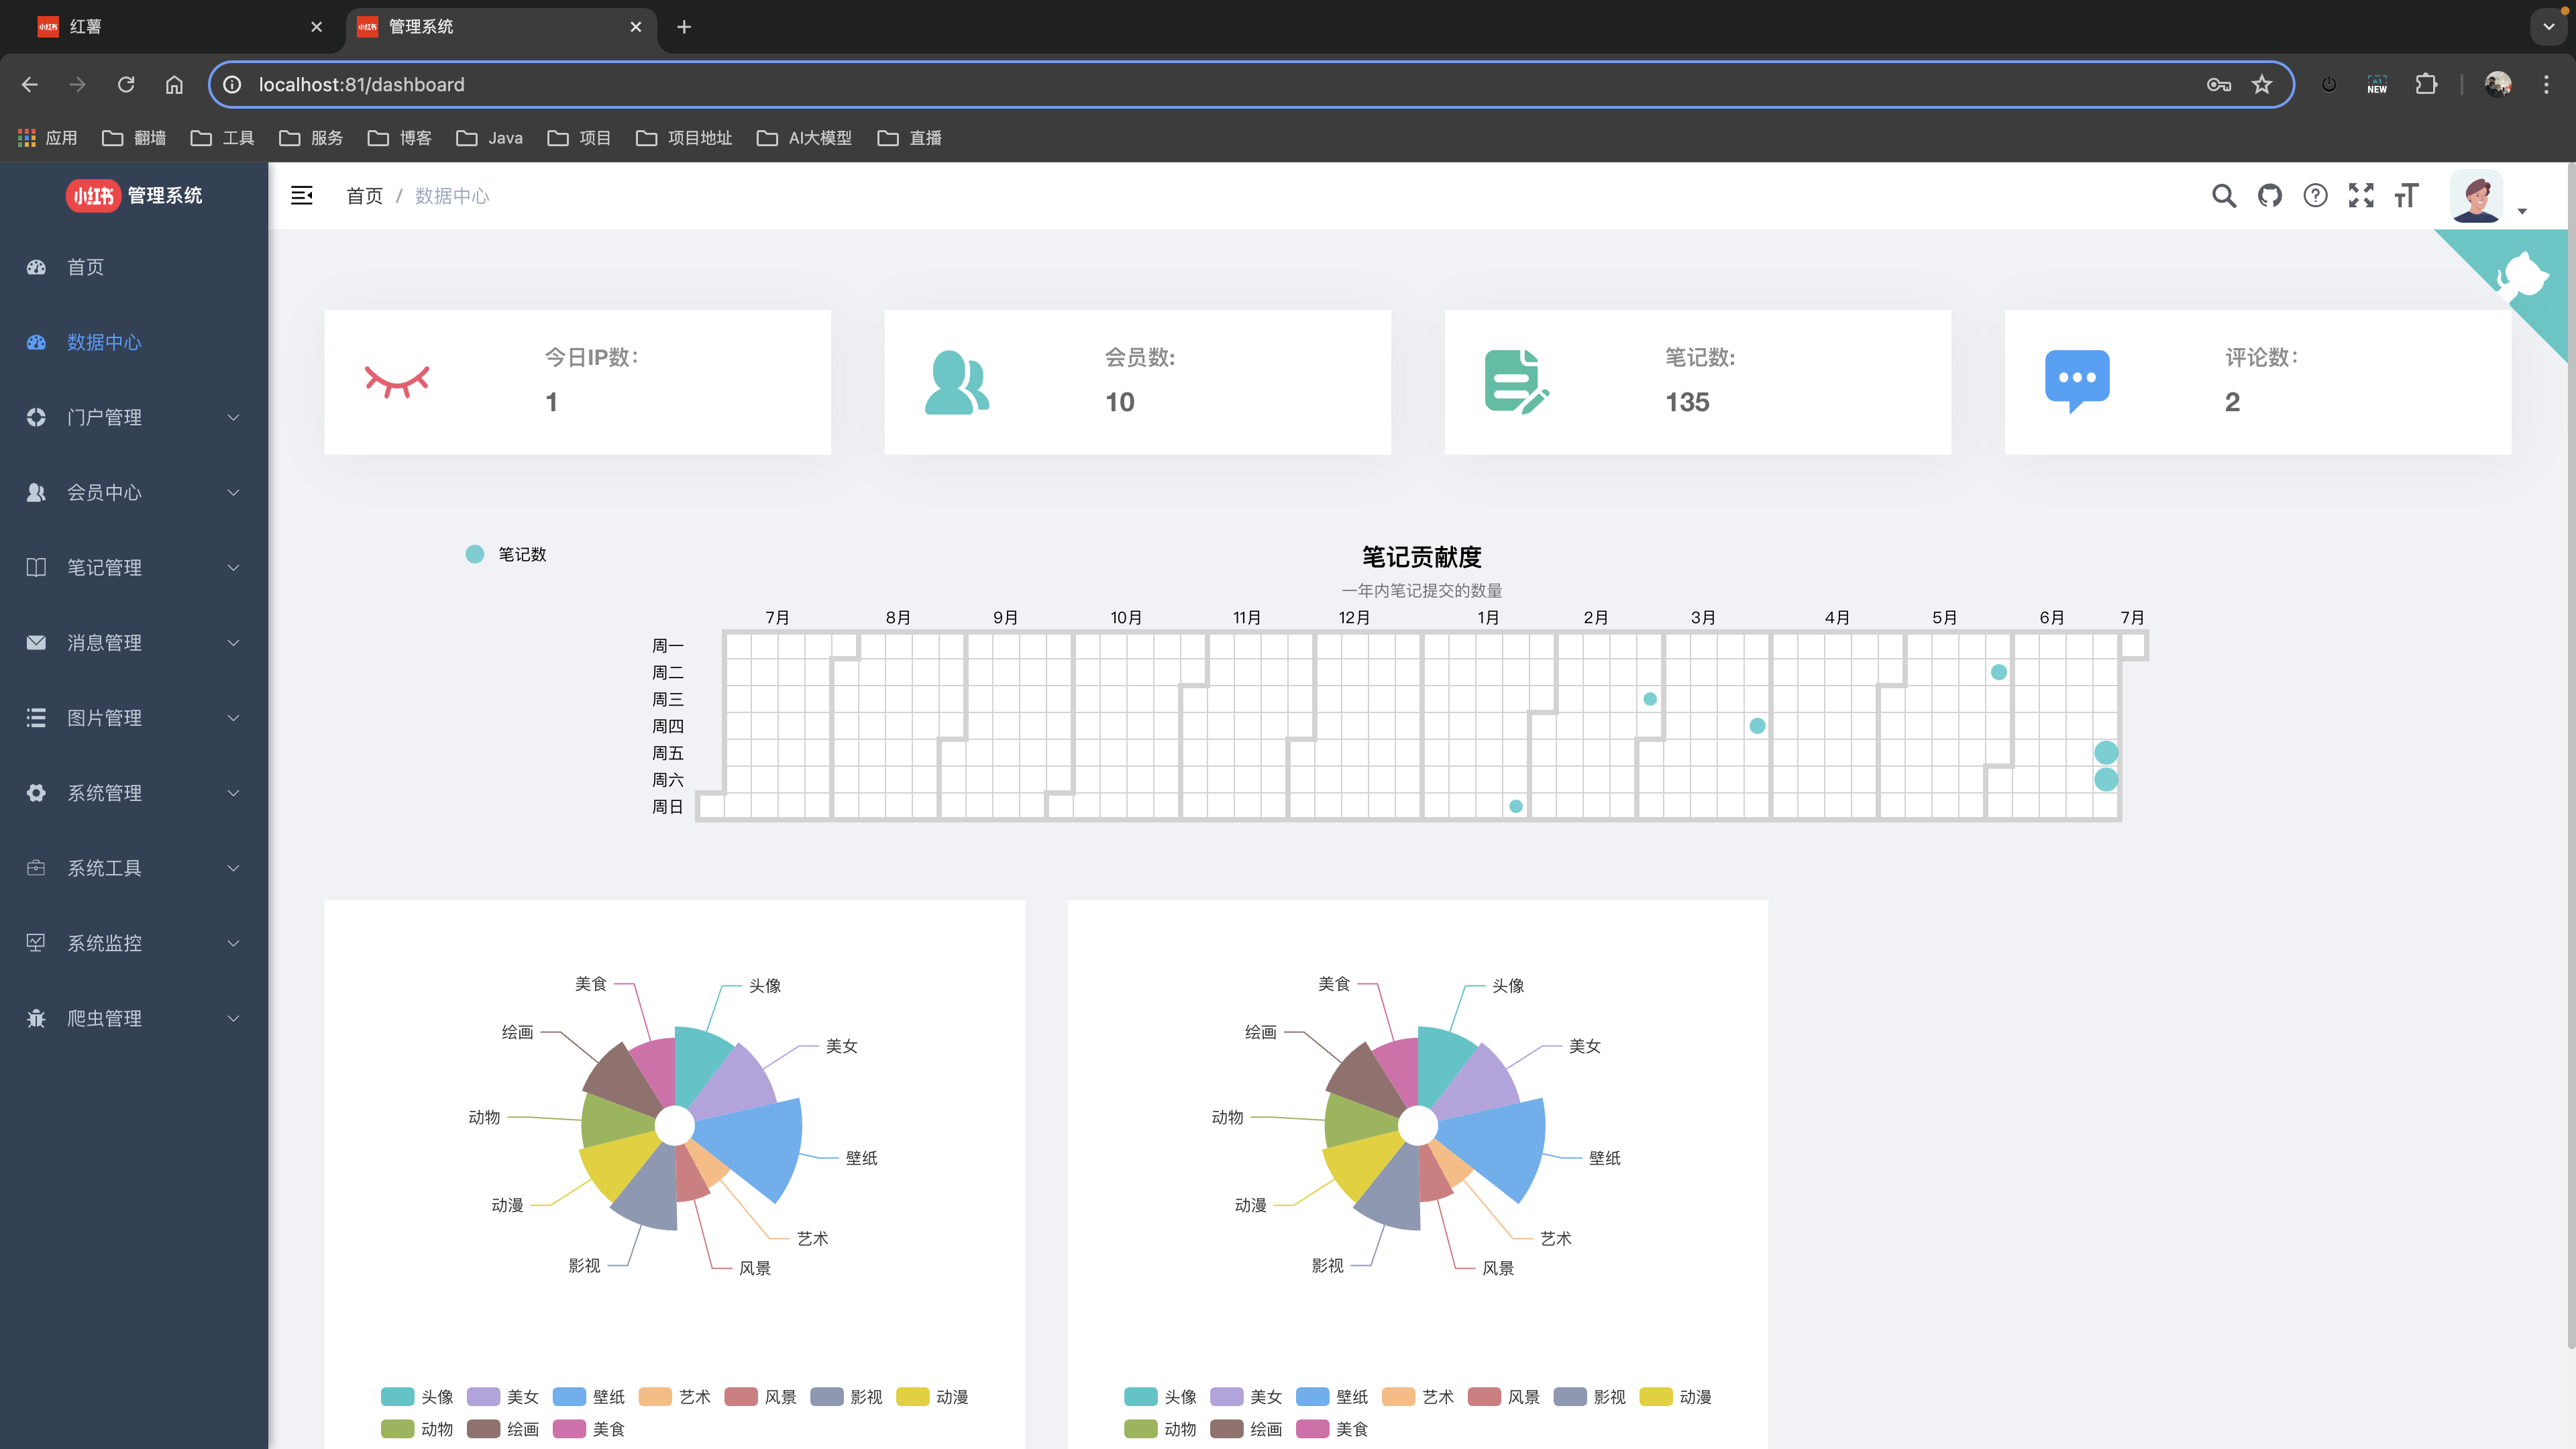 小红书 红薯
小红书 管理系统
localhost:81/dashboard
NEW
应用 翻墙 工具 服务 博客 Java 项目 项目地址 AI大模型 直播
小红书 管理系统
首页
数据中心
门户管理
会员中心
笔记管理
消息管理
图片管理
系统管理
系统工具
系统监控
爬虫管理
首页 / 数据中心
今日IP数：
1
会员数:
10
笔记数:
135
评论数：
2
笔记数
笔记贡献度
一年内笔记提交的数量
7月 8月 9月 10月 11月 12月 1月 2月 3月 4月 5月 6月 7月
周一
周二
周三
周四
周五
周六
周日
美食
头像
绘画
美女
动物
壁纸
动漫
艺术
影视
风景
头像 美女 壁纸 艺术 风景 影视 动漫
动物 绘画 美食
美食
头像
绘画
美女
动物
壁纸
动漫
艺术
影视
风景
头像 美女 壁纸 艺术 风景 影视 动漫
动物 绘画 美食